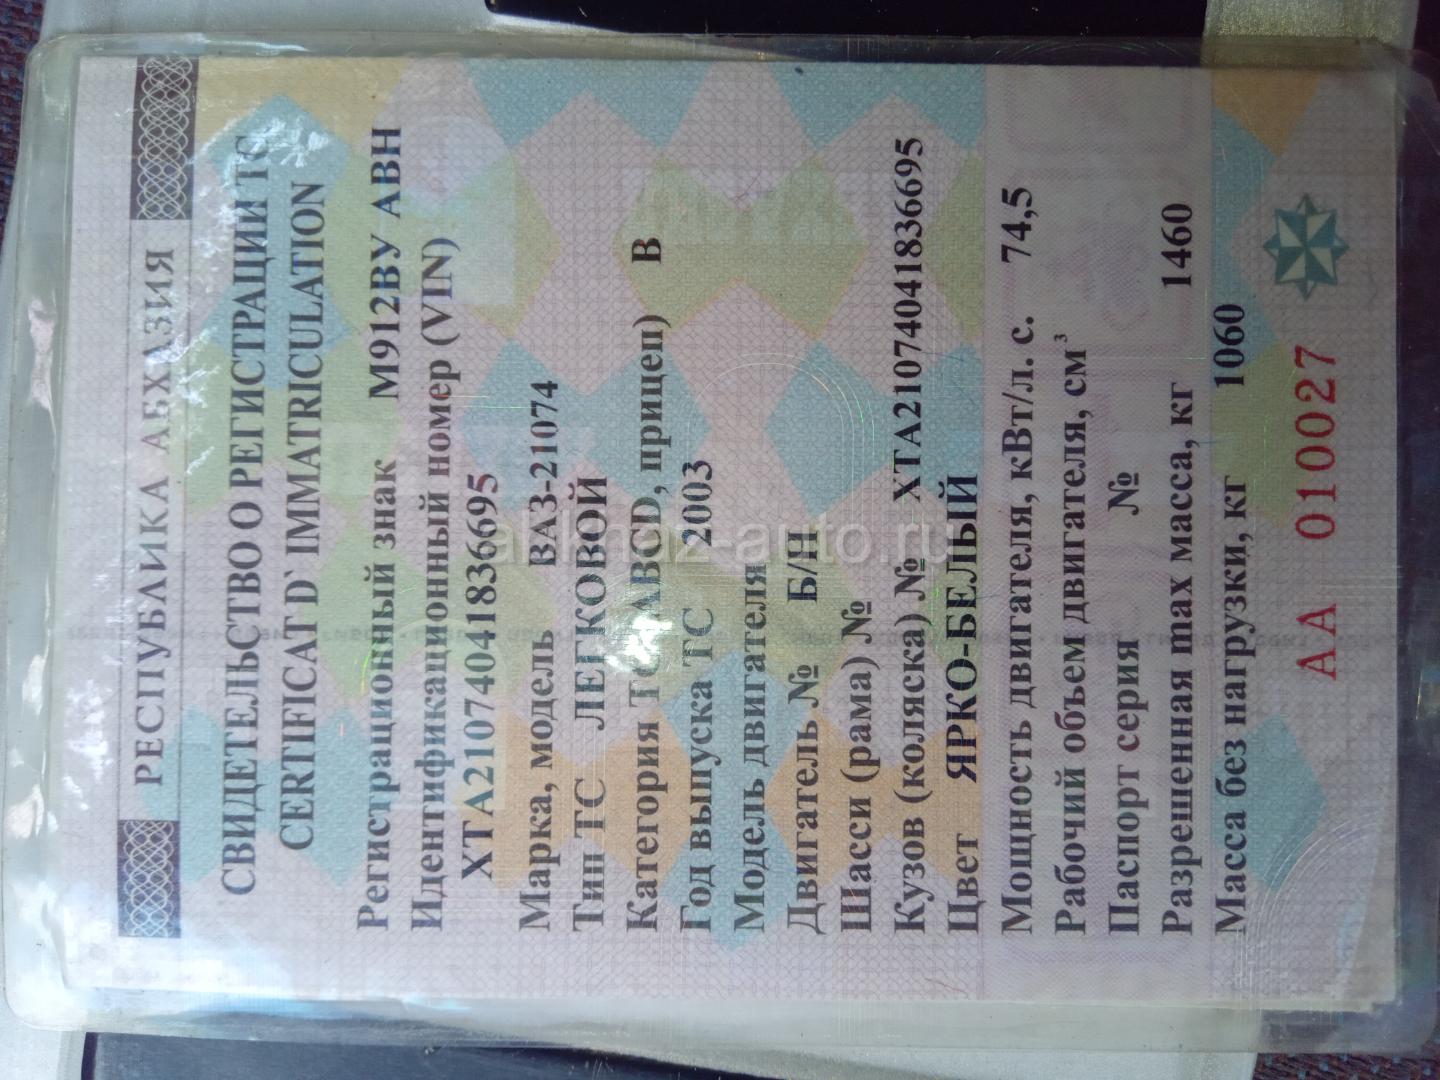 РЕСПУБЛИКА АБХАЗИЯ
СВИДЕТЕЛЬСТВО О РЕГИСТРАЦИИ ТС
CERTIFICAT D` IMMATRICULATION
Регистрационный знак М912ВУ АВН
Идентификационный номер (VIN)
ХТА21074041836695
Марка, модель ВАЗ-21074
Тип ТС ЛЕГКОВОЙ
Категория ТС ABCD, прицеп) В
Год выпуска ТС 2003
Модель двигателя
Двигатель № Б/Н
Шасси (рама) №
Кузов (коляска) № ХТА21074041836695
Цвет ЯРКО-БЕЛЫЙ
Мощность двигателя, кВт/л. с. 74,5
Рабочий объем двигателя, см³
Паспорт серия №
Разрешенная max масса, кг 1460
Масса без нагрузки, кг 1060
АА 010027
abkhaz-auto.ru